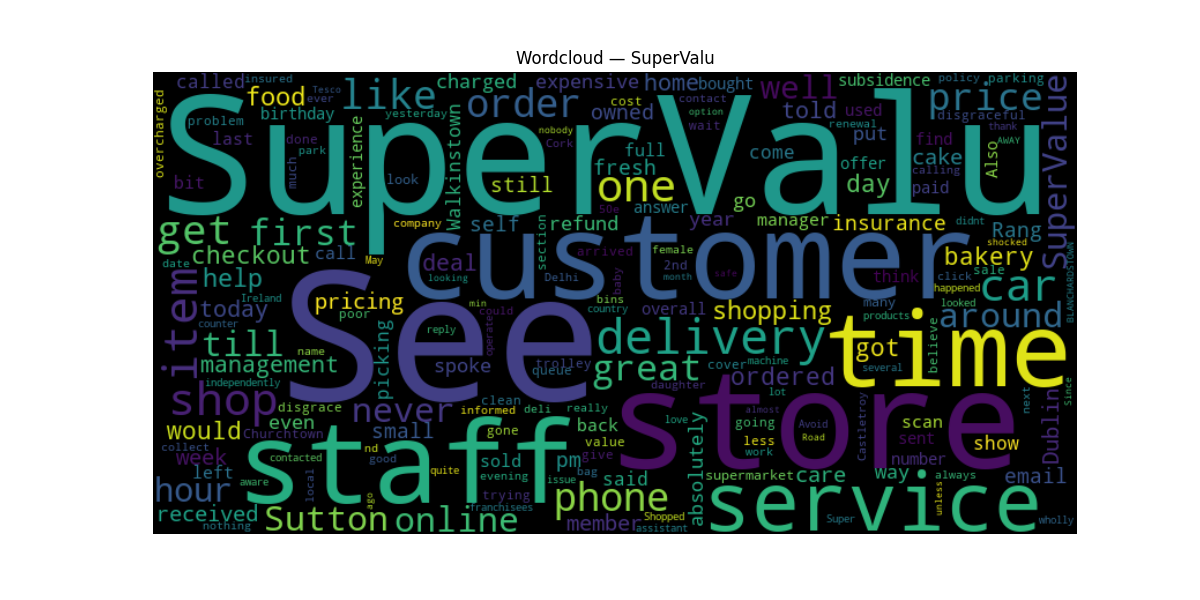 Wordcloud — SuperValu
called insured Tesco ever like charged expensive home bought well subsidence policy parking
overcharged food birthday yesterday order cost owned contact option told used price disgraceful SuperValue
problem SuperValu renewal thank
last done park experience Walkinstown nobody Cork wait put find AWAY
much full come offer cake calling Also
bit look still fresh one day paid
50e answer go
get first company self section refund year manager insurance didnt Rang
customer shocked
checkout call May deal arrived female 2nd bakery
date looking Delhi baby month safe think click sale happened BLANCHARDSTOWN
help item See car
Ireland pricing min bins overall shopping many looked around
today poor could country products
counter reply operate delivery time
till picking name queue trolley got believe
management spoke great cover machine several
independently daughter ordered
shop disgrace never clean informed deli really store lot next Since
even small love almost
would Churchtown gone back absolutely going Avoid Castletroy scan Dublin
staff value less Road sent show
week contacted nd good sold pm give work number
left quite evening issue bag said supermarket care way always email
collect aware local ago
hour trying phone service unless
received franchisees Shopped
nothing Sutton online member assistant Super wholly